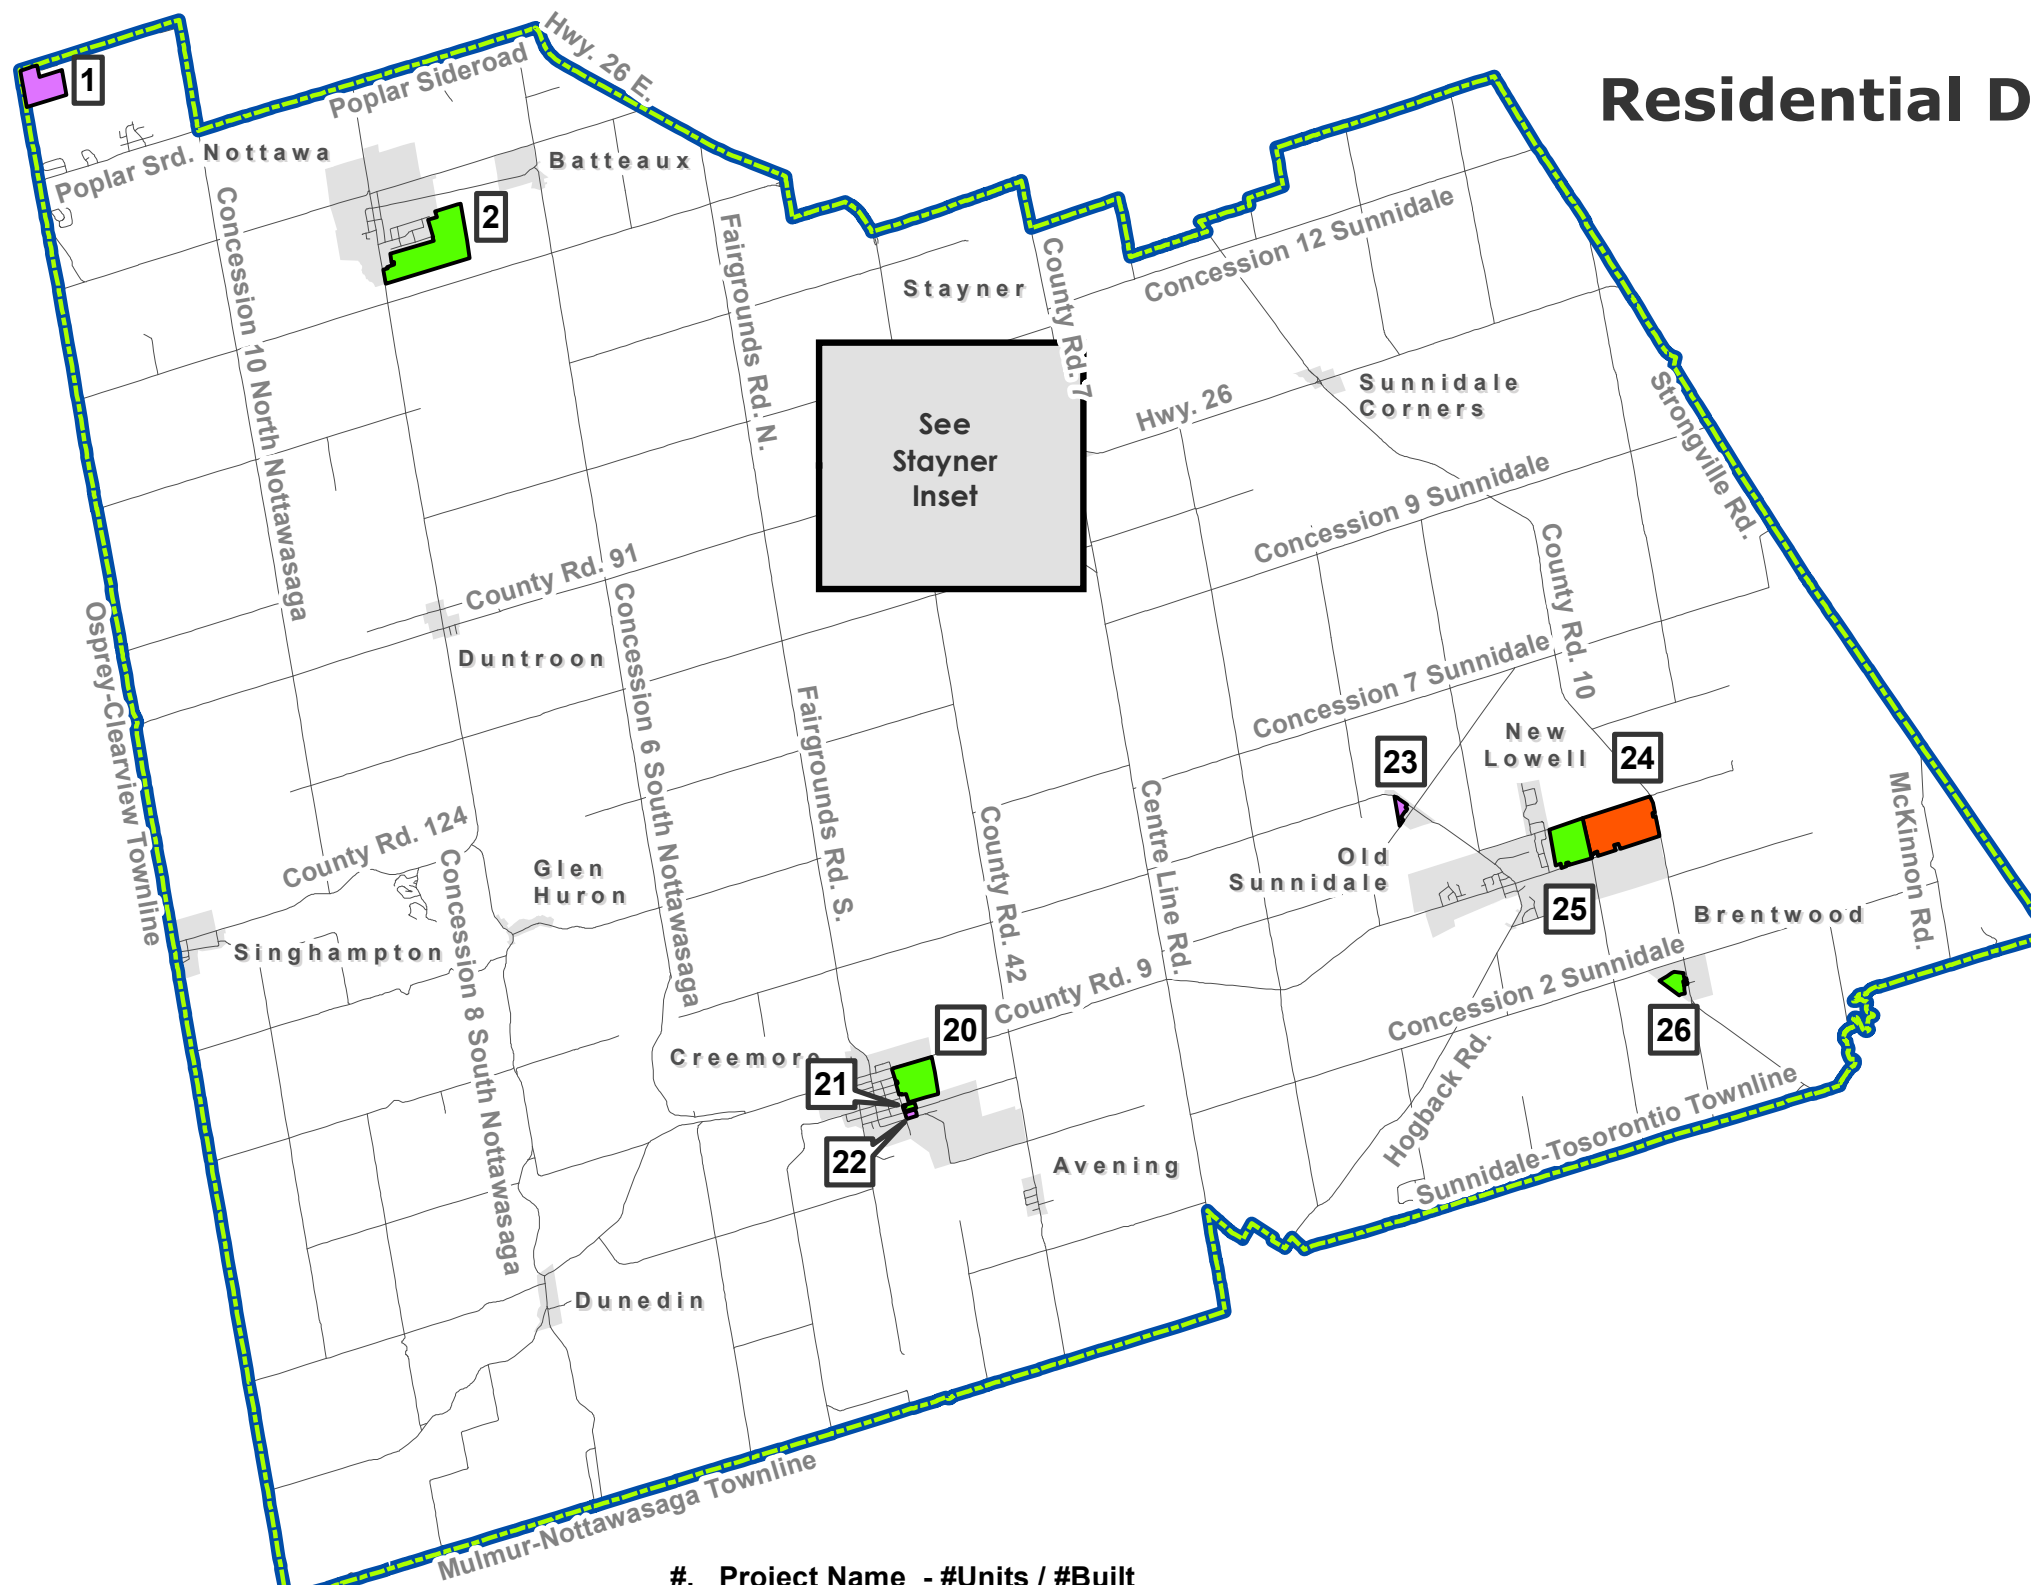 Residential D
Hwy. 26 E.
Poplar Sideroad
1
Poplar Srd.
Nottawa
Batteaux
2
Concession 10 North Nottawasaga
Fairgrounds Rd. N.
Stayner
County Rd. 7
Concession 12 Sunnidale
See
Stayner
Inset
Hwy. 26
Sunnidale
Corners
Strongville Rd.
Concession 9 Sunnidale
County Rd. 91
Duntroon
Osprey-Clearview Townline
Concession 6 South Nottawasaga
Fairgrounds Rd. S.
County Rd. 10
Concession 7 Sunnidale
New
Lowell
23
24
Centre Line Rd.
McKinnon Rd.
County Rd. 124
Glen
Huron
Concession 8 South Nottawasaga
County Rd. 42
Old
Sunnidale
25
Brentwood
Singhampton
County Rd. 9
Concession 2 Sunnidale
26
20
Creemore
21
22
Hogback Rd.
Avening
Sunnidale-Tosorontio Townline
Dunedin
Mulmur-Nottawasaga Townline
#. Project Name - #Units / #Built